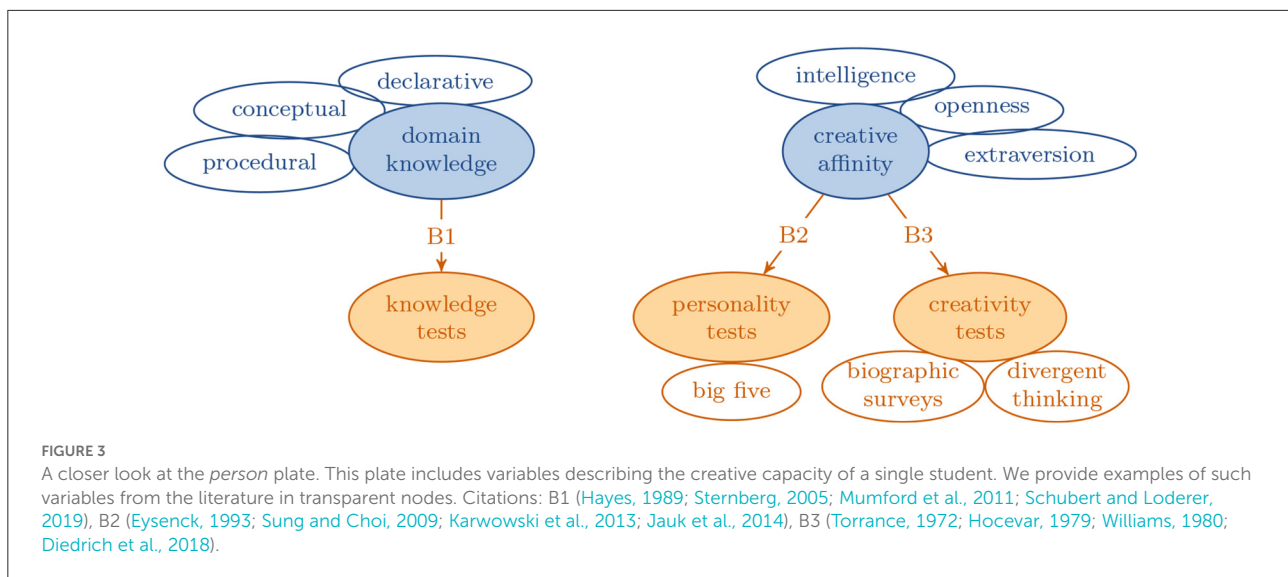 declarative
conceptual
procedural
domain
knowledge
B1
knowledge
tests
intelligence
openness
extraversion
creative
affinity
B2
B3
personality
tests
big five
creativity
tests
biographic
surveys
divergent
thinking
FIGURE 3
A closer look at the person plate. This plate includes variables describing the creative capacity of a single student. We provide examples of such
variables from the literature in transparent nodes. Citations: B1 (Hayes, 1989; Sternberg, 2005; Mumford et al., 2011; Schubert and Loderer,
2019), B2 (Eysenck, 1993; Sung and Choi, 2009; Karwowski et al., 2013; Jauk et al., 2014), B3 (Torrance, 1972; Hocevar, 1979; Williams, 1980;
Diedrich et al., 2018).